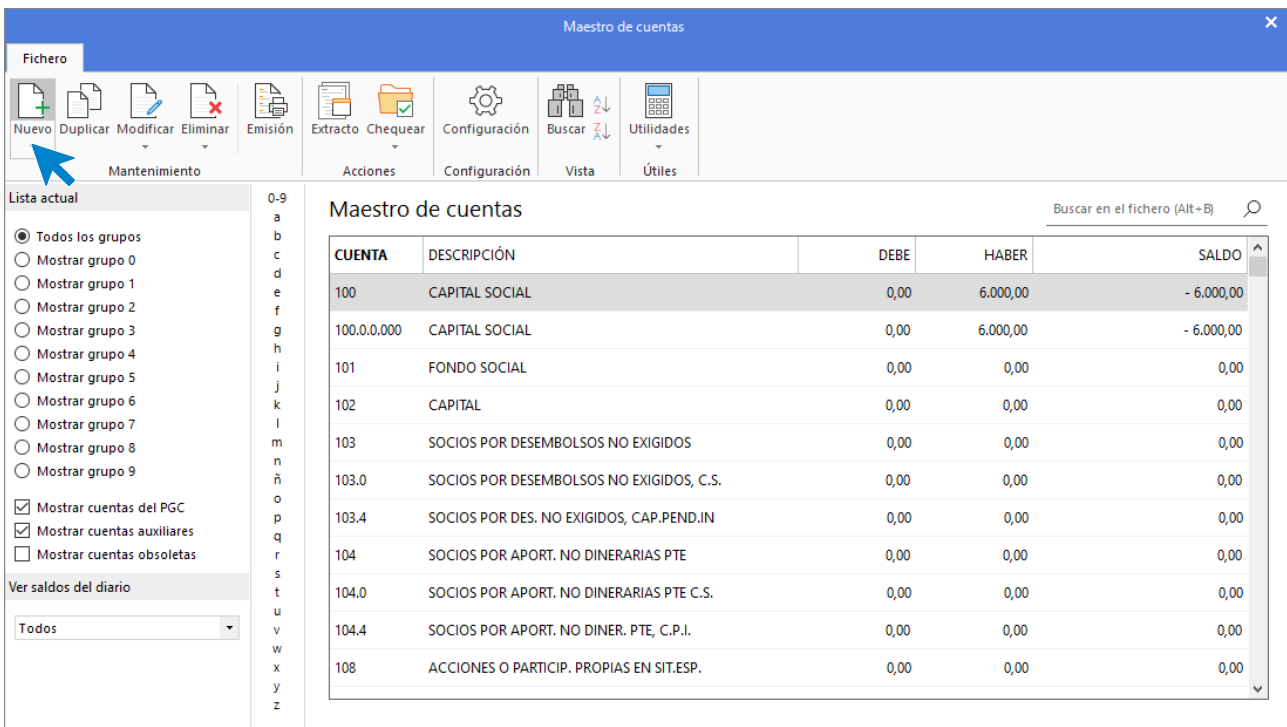 Maestro de cuentas
Fichero
Nuevo Duplicar Modificar Eliminar Emisión Extracto Chequear Configuración Buscar Utilidades
Mantenimiento Acciones Configuración Vista Útiles
Lista actual
Todos los grupos
Mostrar grupo 0
Mostrar grupo 1
Mostrar grupo 2
Mostrar grupo 3
Mostrar grupo 4
Mostrar grupo 5
Mostrar grupo 6
Mostrar grupo 7
Mostrar grupo 8
Mostrar grupo 9
Mostrar cuentas del PGC
Mostrar cuentas auxiliares
Mostrar cuentas obsoletas
Ver saldos del diario
Todos
0-9
a
b
c
d
e
f
g
h
i
j
k
l
m
n
ñ
o
p
q
r
s
t
u
v
w
x
y
z
Maestro de cuentas
Buscar en el fichero (Alt+B)
CUENTA DESCRIPCIÓN DEBE HABER SALDO
100 CAPITAL SOCIAL 0,00 6.000,00 - 6.000,00
100.0.0.000 CAPITAL SOCIAL 0,00 6.000,00 - 6.000,00
101 FONDO SOCIAL 0,00 0,00 0,00
102 CAPITAL 0,00 0,00 0,00
103 SOCIOS POR DESEMBOLSOS NO EXIGIDOS 0,00 0,00 0,00
103.0 SOCIOS POR DESEMBOLSOS NO EXIGIDOS, C.S. 0,00 0,00 0,00
103.4 SOCIOS POR DES. NO EXIGIDOS, CAP.PEND.IN 0,00 0,00 0,00
104 SOCIOS POR APORT. NO DINERARIAS PTE 0,00 0,00 0,00
104.0 SOCIOS POR APORT. NO DINERARIAS PTE C.S. 0,00 0,00 0,00
104.4 SOCIOS POR APORT. NO DINER. PTE, C.P.I. 0,00 0,00 0,00
108 ACCIONES O PARTICIP. PROPIAS EN SIT.ESP. 0,00 0,00 0,00